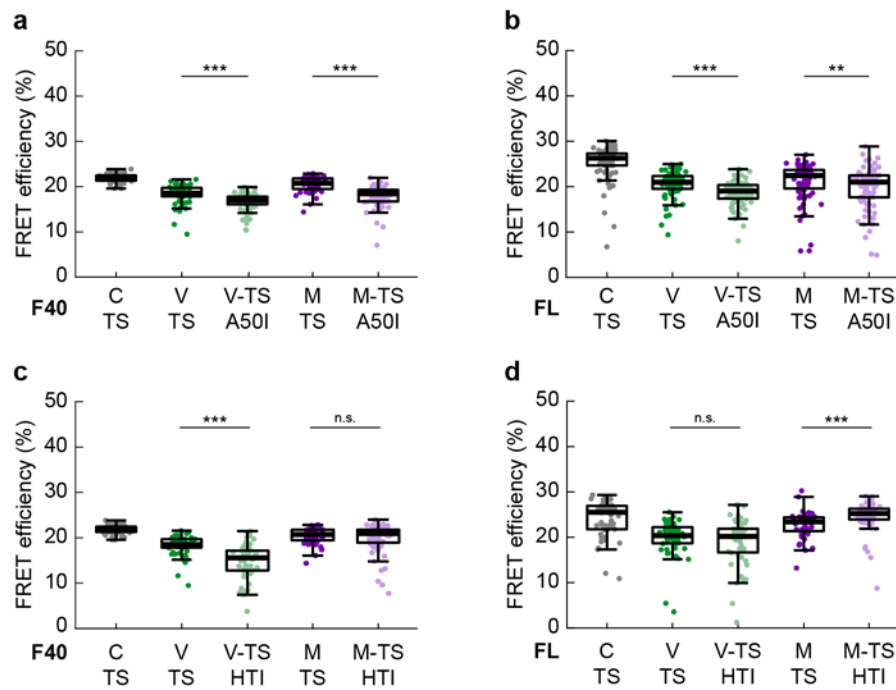 a
FRET efficiency (%)
50
40
30
20
10
0
*** ***
F40
C V V-TS M M-TS
TS TS A50I TS A50I
b
FRET efficiency (%)
50
40
30
20
10
0
*** **
FL
C V V-TS M M-TS
TS TS A50I TS A50I
c
FRET efficiency (%)
50
40
30
20
10
0
*** n.s.
F40
C V V-TS M M-TS
TS TS HTI TS HTI
d
FRET efficiency (%)
50
40
30
20
10
0
n.s. ***
FL
C V V-TS M M-TS
TS TS HTI TS HTI